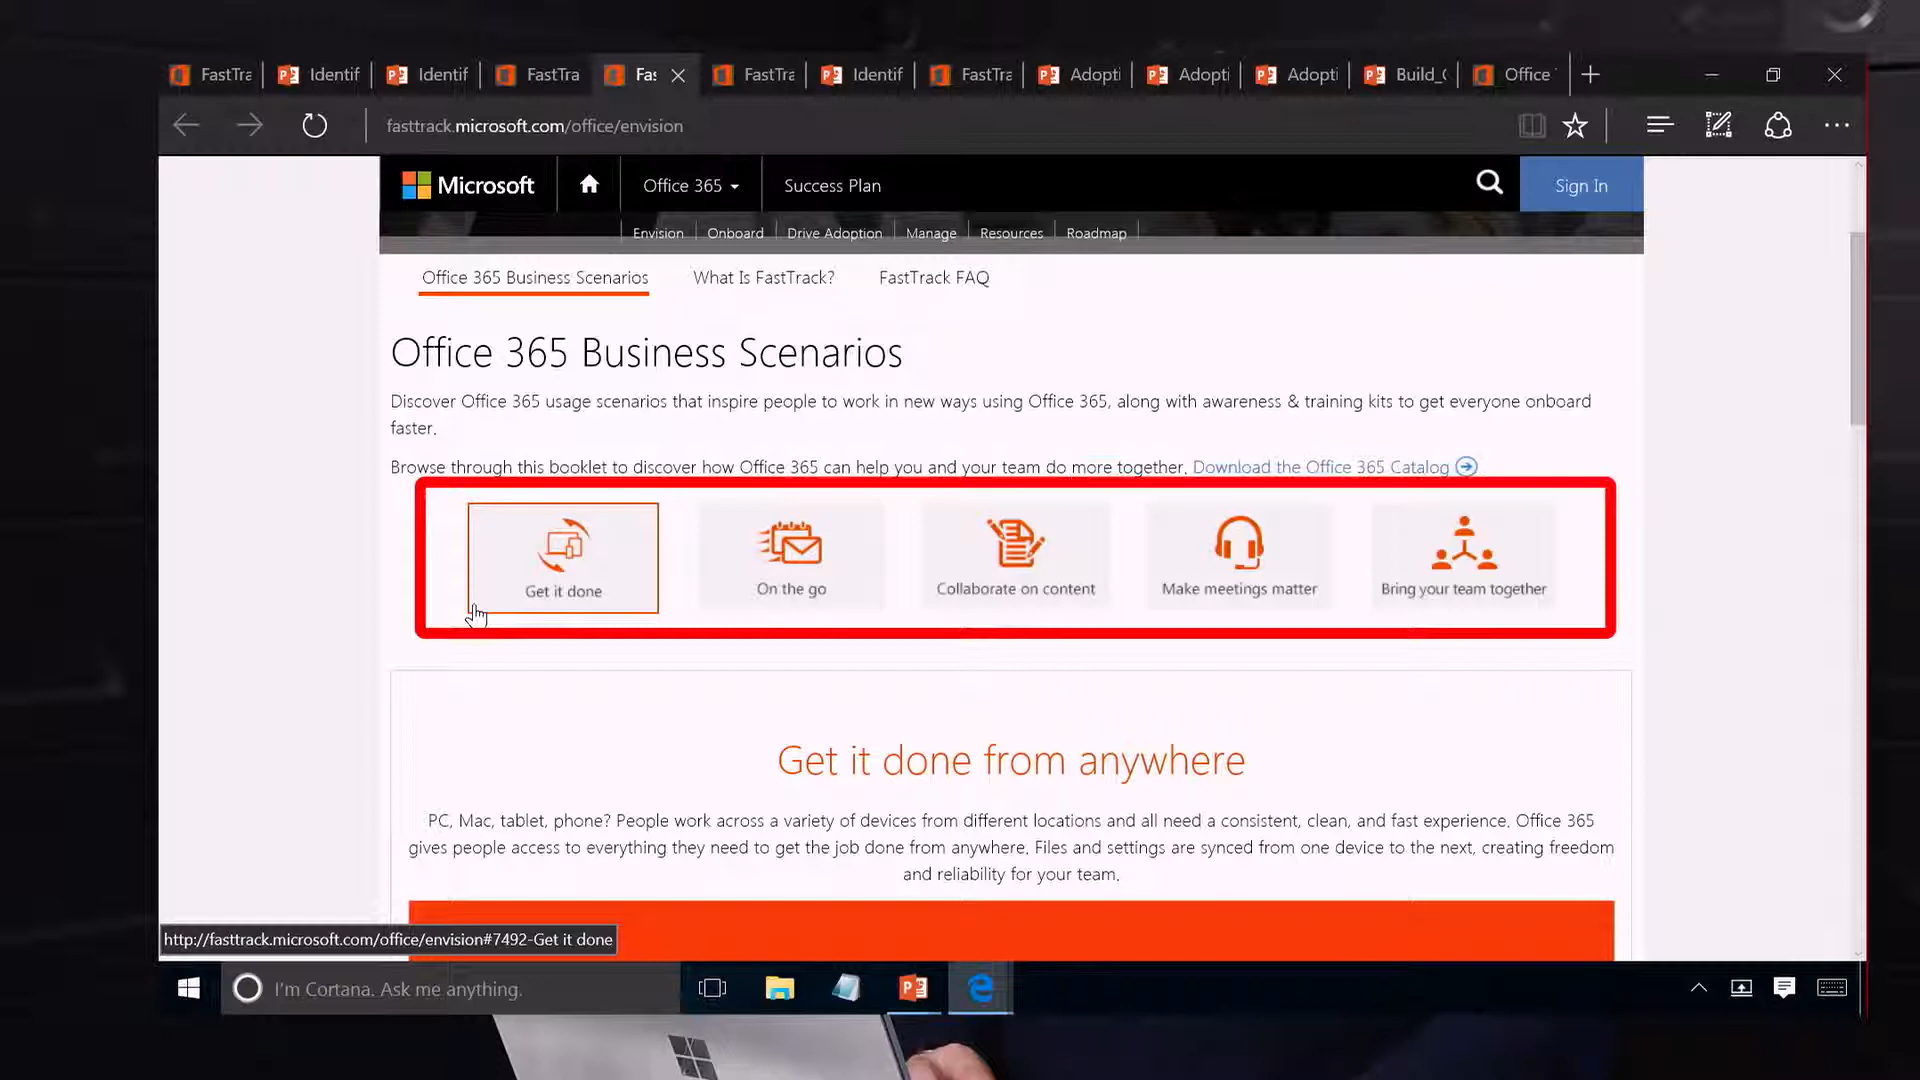 FastTra
Identif
Identif
FastTra
Fas
FastTra
Identif
FastTra
Adopti
Adopti
Adopti
Build_
Office
fasttrack.microsoft.com/office/envision
Microsoft
Office 365
Success Plan
Sign In
Envision
Onboard
Drive Adoption
Manage
Resources
Roadmap
Office 365 Business Scenarios
What Is FastTrack?
FastTrack FAQ
Office 365 Business Scenarios
Discover Office 365 usage scenarios that inspire people to work in new ways using Office 365, along with awareness & training kits to get everyone onboard
faster.
Browse through this booklet to discover how Office 365 can help you and your team do more together. Download the Office 365 Catalog
Get it done
On the go
Collaborate on content
Make meetings matter
Bring your team together
Get it done from anywhere
PC, Mac, tablet, phone? People work across a variety of devices from different locations and all need a consistent, clean, and fast experience. Office 365
gives people access to everything they need to get the job done from anywhere. Files and settings are synced from one device to the next, creating freedom
and reliability for your team.
http://fasttrack.microsoft.com/office/envision#7492-Get it done
I'm Cortana. Ask me anything.